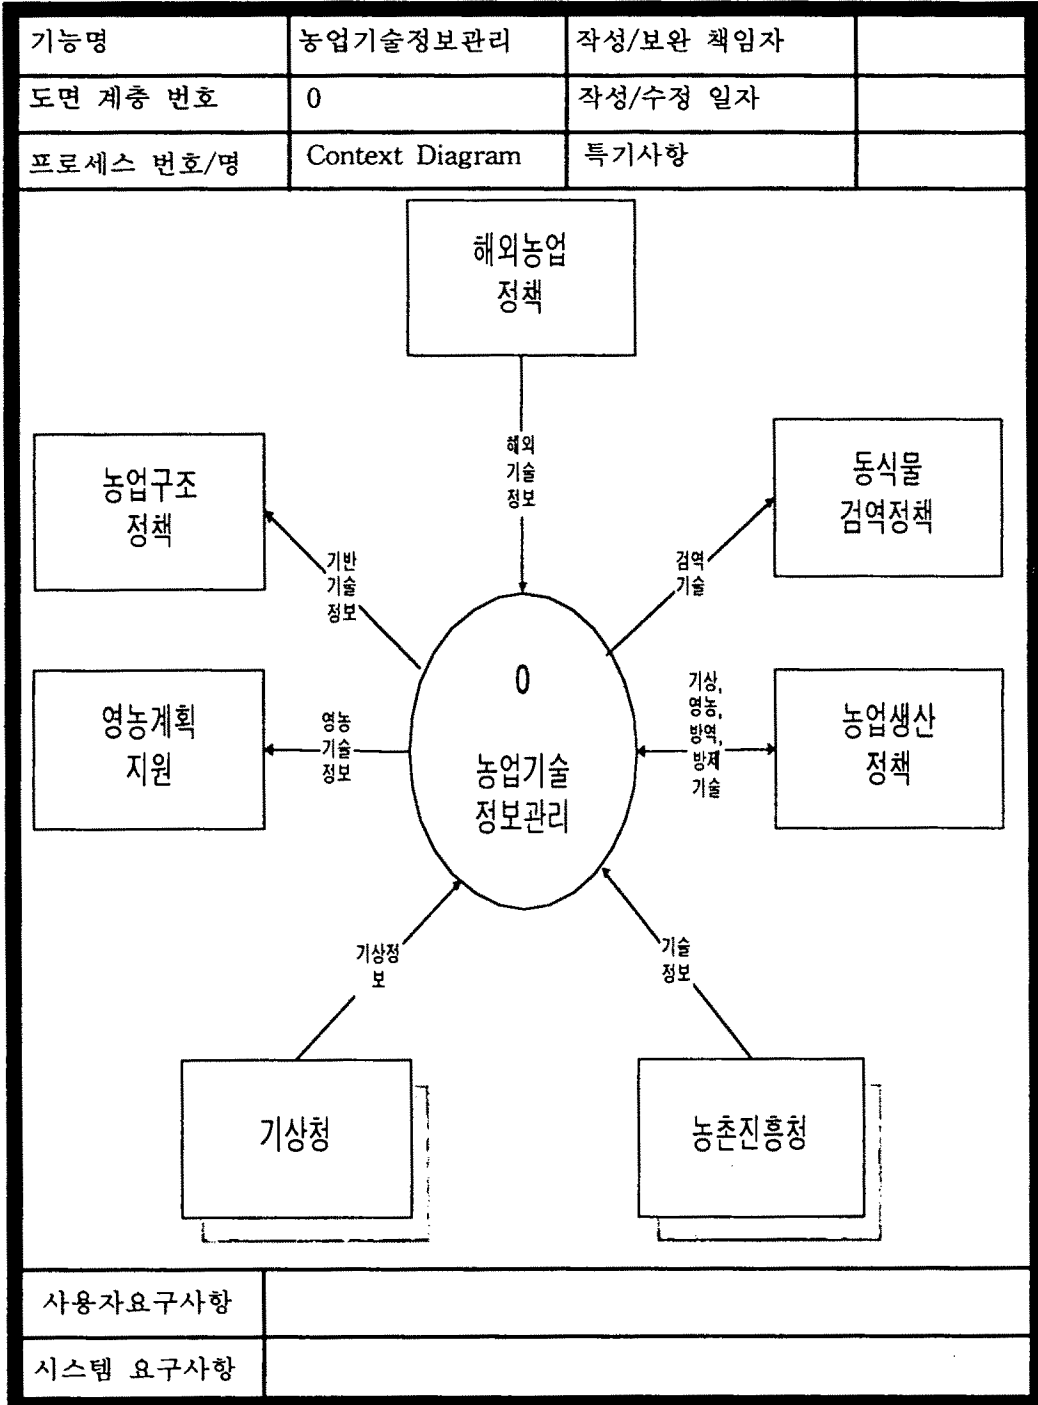 기능명 농업기술정보관리 작성/보완 책임자
도면 계층 번호 0 작성/수정 일자
프로세스 번호/명 Context Diagram 특기사항
해외농업
정책
해외
기술
정보
농업구조
정책
동식물
검역정책
기반
기술
정보
검역
기술
0
농업기술
정보관리
영농계획
지원
영농
기술
정보
기상,
영농,
방역,
방제
기술
농업생산
정책
기상정
보
기술
정보
기상청
농촌진흥청
사용자요구사항
시스템 요구사항